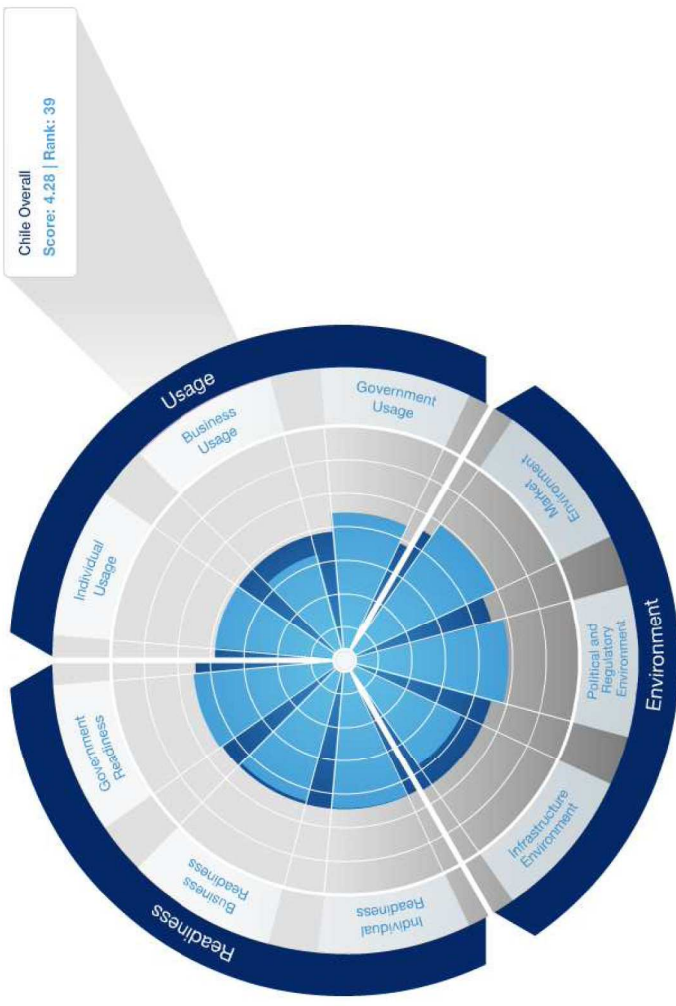 Chile Overall
Score: 4.28 | Rank: 39
Usage
Individual
Usage
Business
Usage
Government
Usage
Environment
Market
Environment
Political and
Regulatory
Environment
Infrastructure
Environment
Readiness
Individual
Readiness
Business
Readiness
Government
Readiness